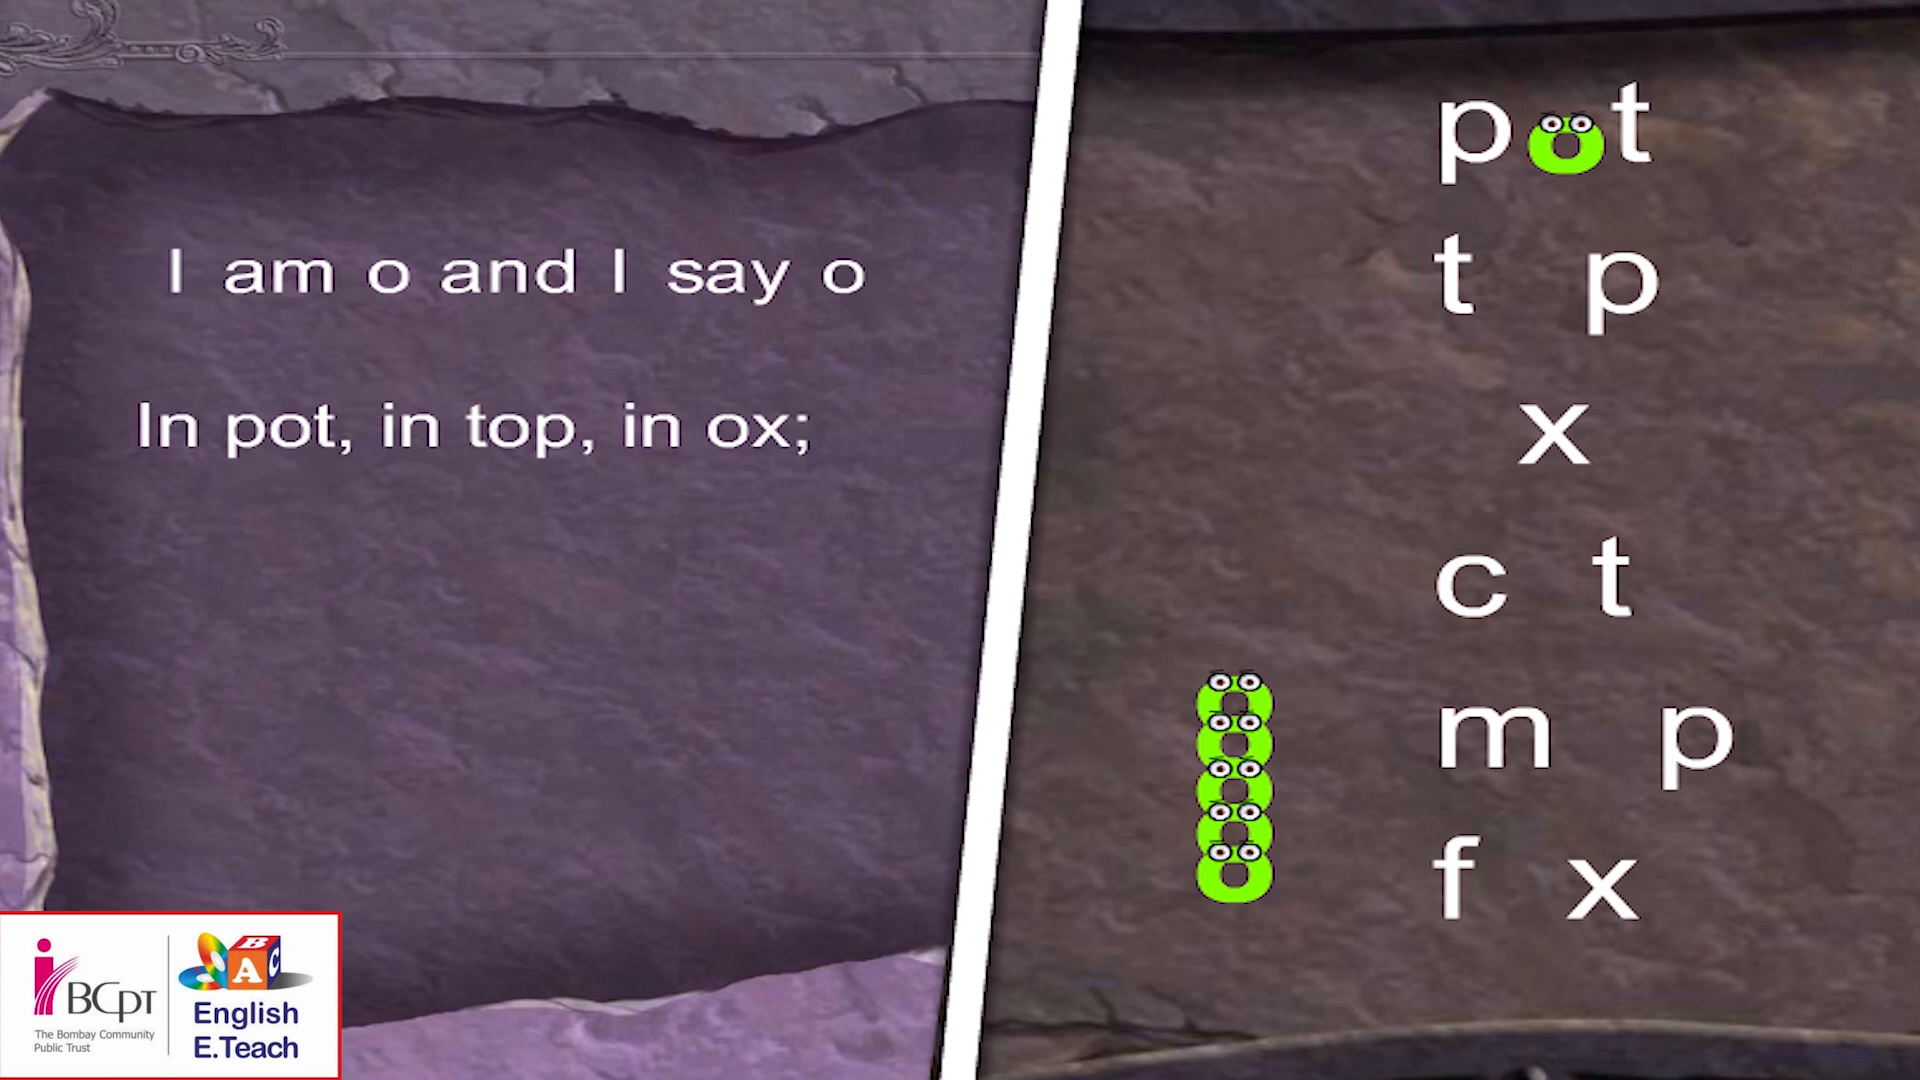 I am o and I say o
In pot, in top, in ox;
pot
t p
x
c t
m p
f x
BCPT
The Bombay Community
Public Trust
B
A C
English
E.Teach